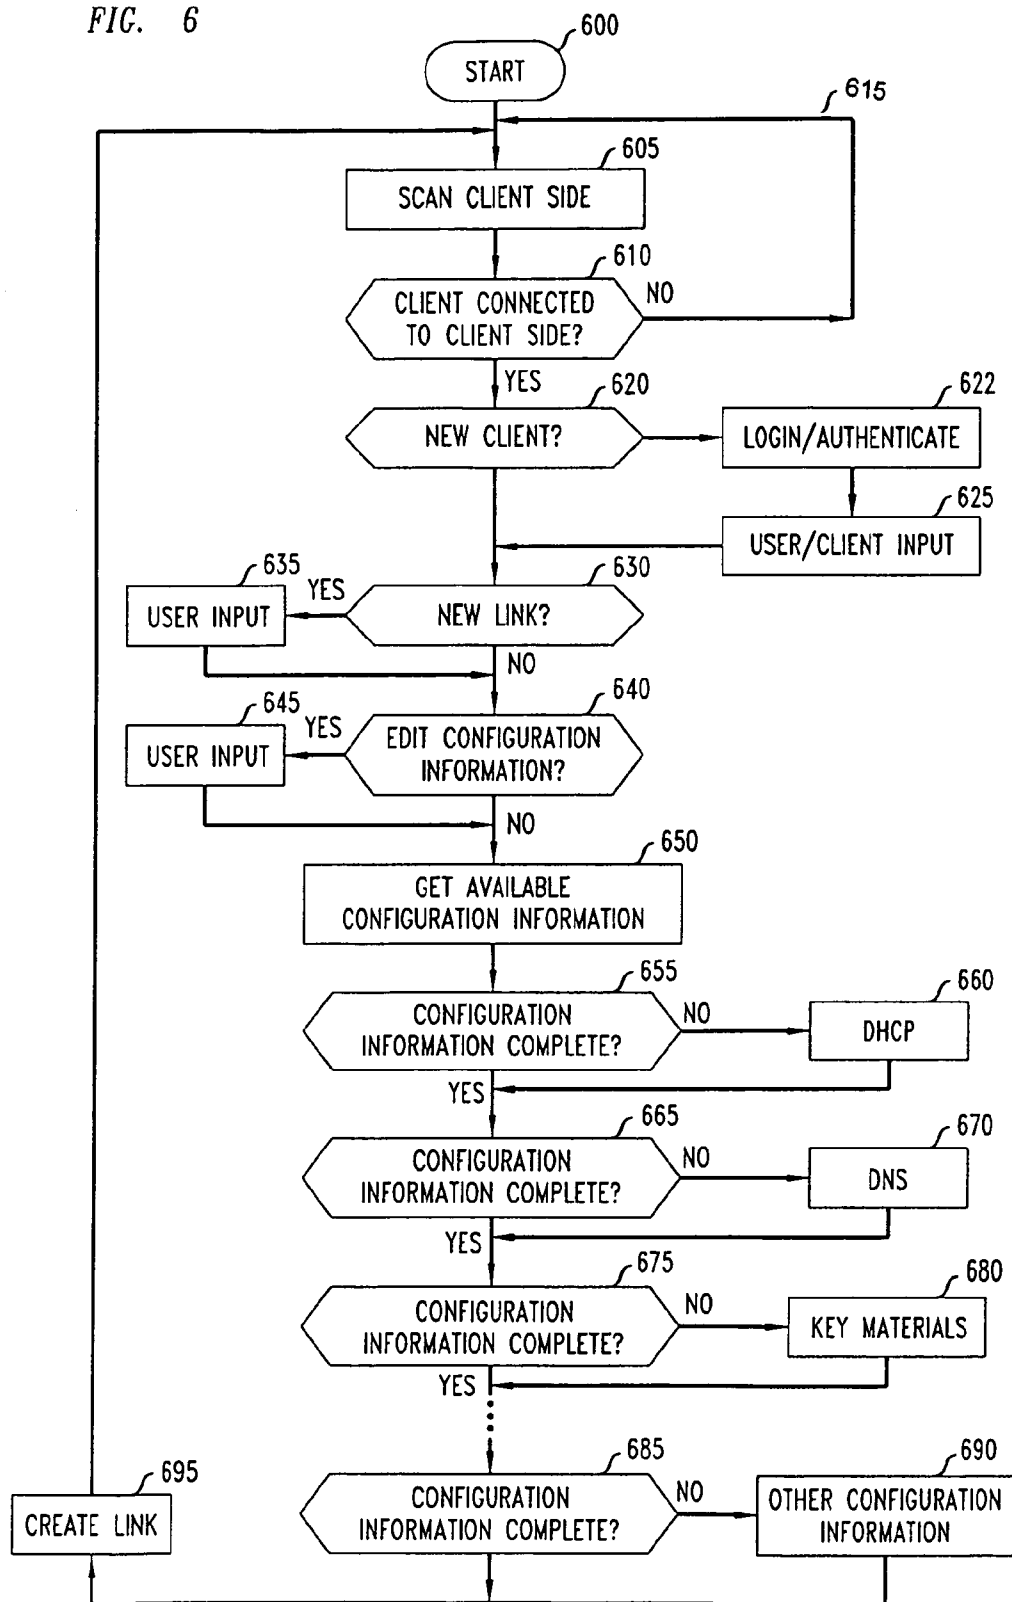 FIG. 6
600
START
615
605
SCAN CLIENT SIDE
610
CLIENT CONNECTED
TO CLIENT SIDE?
NO
YES
620
NEW CLIENT?
622
LOGIN/AUTHENTICATE
625
USER/CLIENT INPUT
630
NEW LINK?
YES
635
USER INPUT
NO
640
EDIT CONFIGURATION
INFORMATION?
YES
645
USER INPUT
NO
650
GET AVAILABLE
CONFIGURATION INFORMATION
655
CONFIGURATION
INFORMATION COMPLETE?
NO
660
DHCP
YES
665
CONFIGURATION
INFORMATION COMPLETE?
NO
670
DNS
YES
675
CONFIGURATION
INFORMATION COMPLETE?
NO
680
KEY MATERIALS
YES
685
CONFIGURATION
INFORMATION COMPLETE?
NO
690
OTHER CONFIGURATION
INFORMATION
695
CREATE LINK